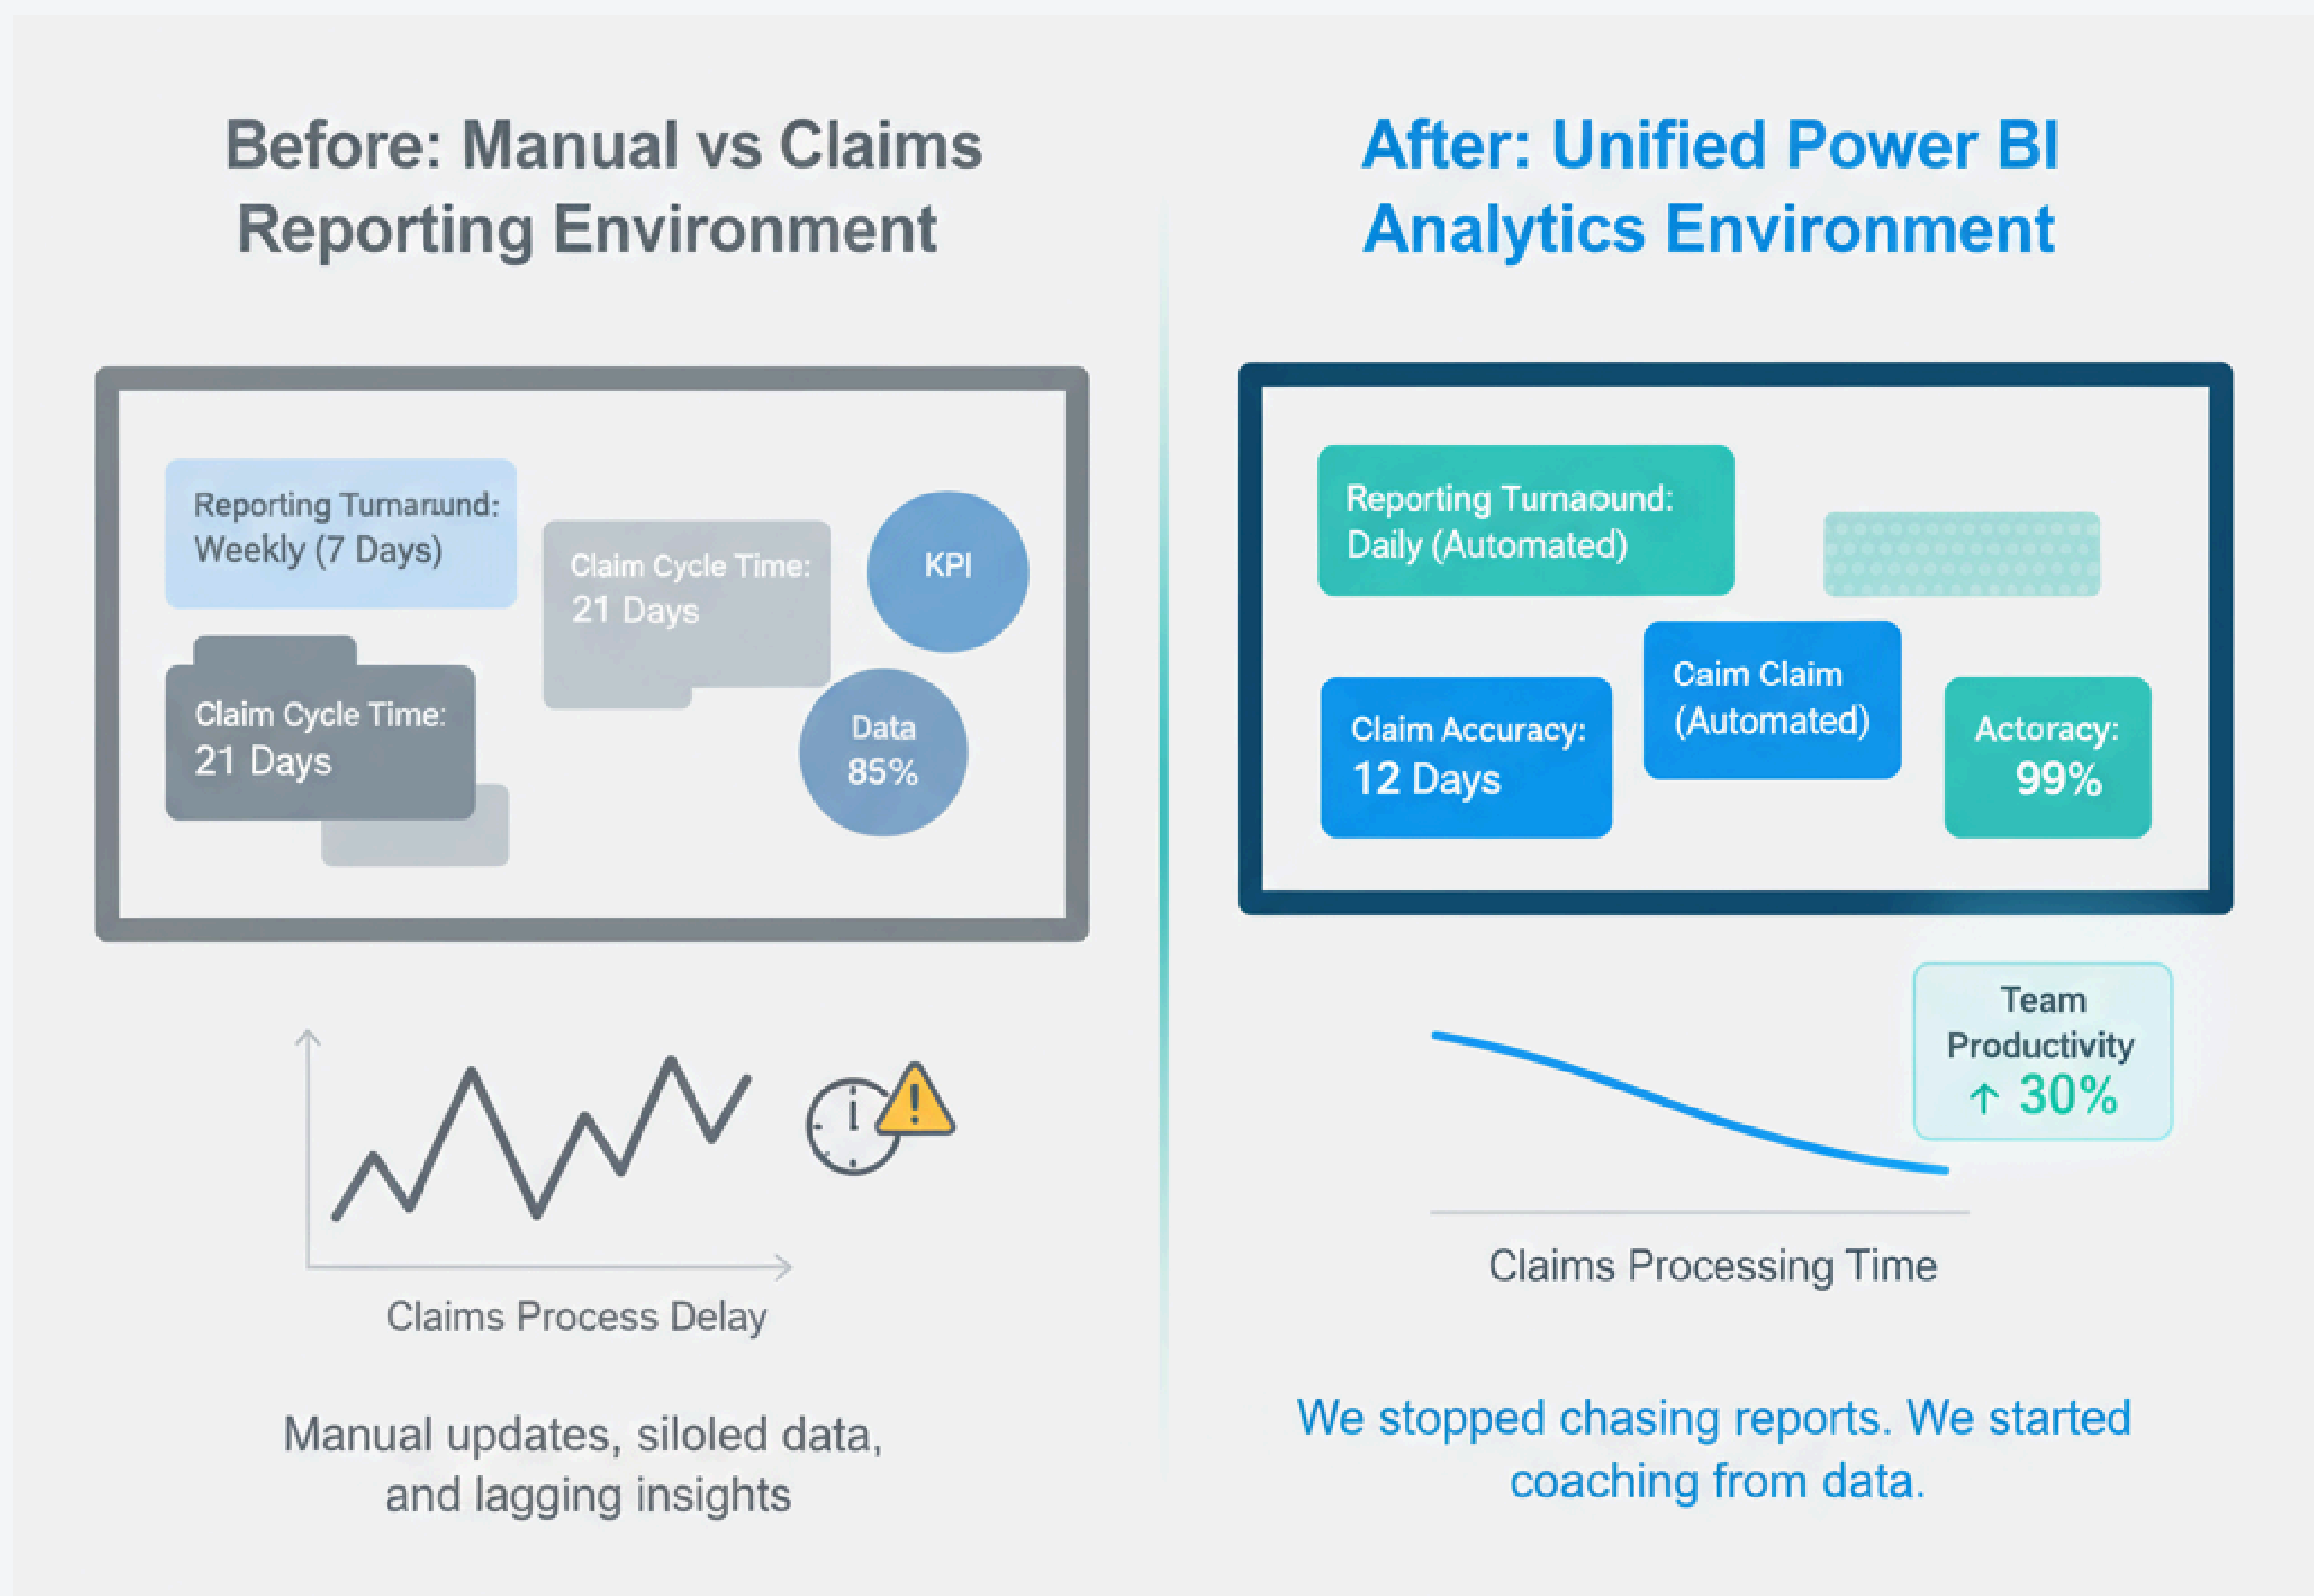 Before: Manual vs Claims
Reporting Environment
Reporting Tumarund:
Weekly (7 Days)
Claim Cycle Time:
21 Days
KPI
Claim Cycle Time:
21 Days
Data
85%
Claims Process Delay
Manual updates, siloled data,
and lagging insights
After: Unified Power BI
Analytics Environment
Reporting Tumaound:
Daily (Automated)
Caim Claim
(Automated)
Claim Accuracy:
12 Days
Actoracy:
99%
Team
Productivity
↑ 30%
Claims Processing Time
We stopped chasing reports. We started
coaching from data.